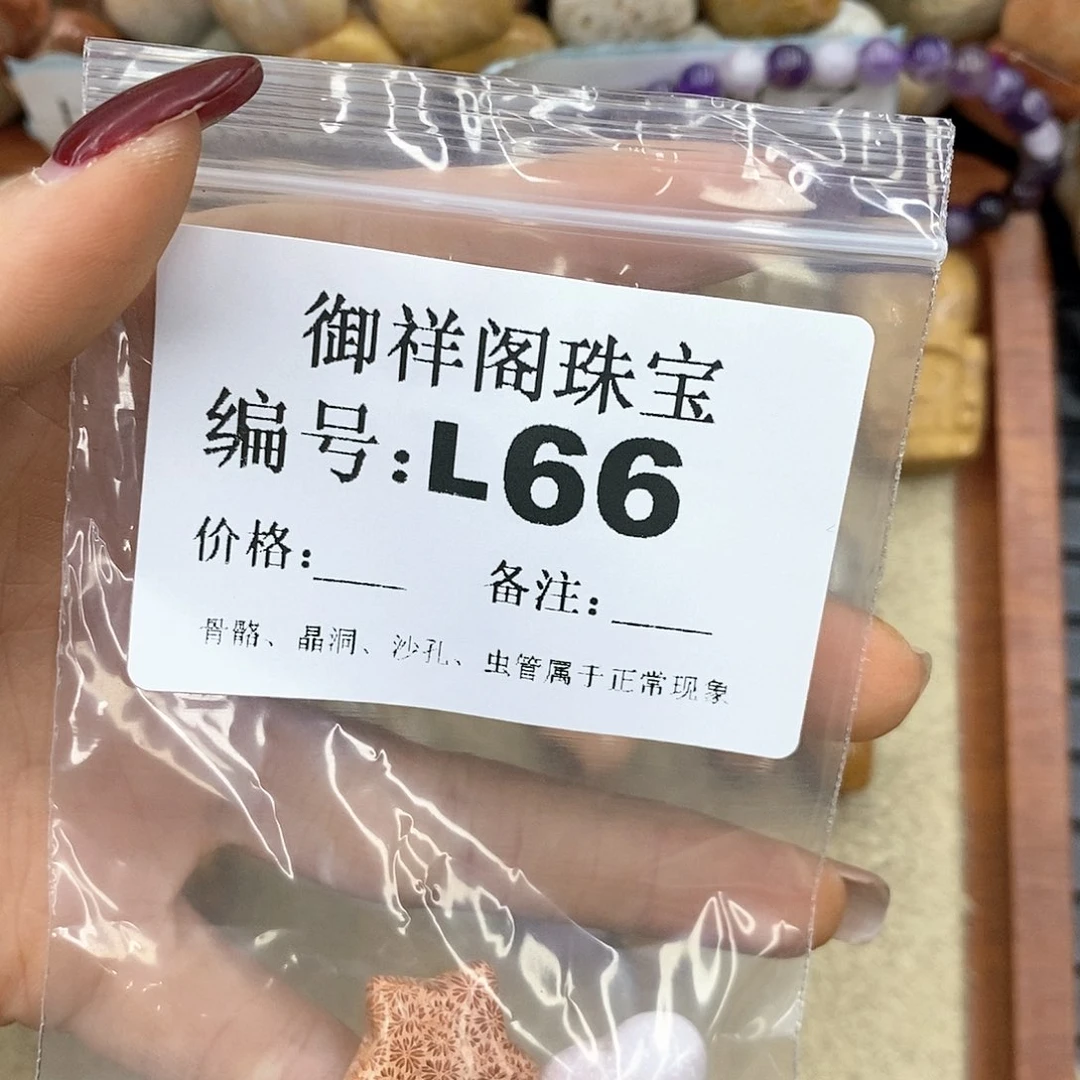 御祥阁珠宝
编号:L66
价格:____ 备注:____
骨骼、晶洞、沙孔、虫管属于正常现象